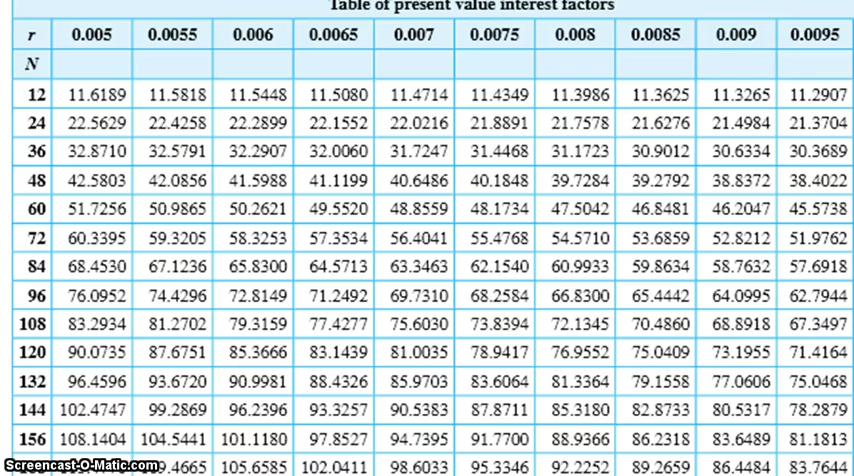 Table of present value interest factors
r 0.005 0.0055 0.006 0.0065 0.007 0.0075 0.008 0.0085 0.009 0.0095
N
12 11.6189 11.5818 11.5448 11.5080 11.4714 11.4349 11.3986 11.3625 11.3265 11.2907
24 22.5629 22.4258 22.2899 22.1552 22.0216 21.8891 21.7578 21.6276 21.4984 21.3704
36 32.8710 32.5791 32.2907 32.0060 31.7247 31.4468 31.1723 30.9012 30.6334 30.3689
48 42.5803 42.0856 41.5988 41.1199 40.6486 40.1848 39.7284 39.2792 38.8372 38.4022
60 51.7256 50.9865 50.2621 49.5520 48.8559 48.1734 47.5042 46.8481 46.2047 45.5738
72 60.3395 59.3205 58.3253 57.3534 56.4041 55.4768 54.5710 53.6859 52.8212 51.9762
84 68.4530 67.1236 65.8300 64.5713 63.3463 62.1540 60.9933 59.8634 58.7632 57.6918
96 76.0952 74.4296 72.8149 71.2492 69.7310 68.2584 66.8300 65.4442 64.0995 62.7944
108 83.2934 81.2702 79.3159 77.4277 75.6030 73.8394 72.1345 70.4860 68.8918 67.3497
120 90.0735 87.6751 85.3666 83.1439 81.0035 78.9417 76.9552 75.0409 73.1955 71.4164
132 96.4596 93.6720 90.9981 88.4326 85.9703 83.6064 81.3364 79.1558 77.0606 75.0468
144 102.4747 99.2869 96.2396 93.3257 90.5383 87.8711 85.3180 82.8733 80.5317 78.2879
156 108.1404 104.5441 101.1180 97.8527 94.7395 91.7700 88.9366 86.2318 83.6489 81.1813
Screencast-O-Matic.com .4665 105.6585 102.0411 98.6033 95.3346 92.2252 89.2659 86.4484 83.7644